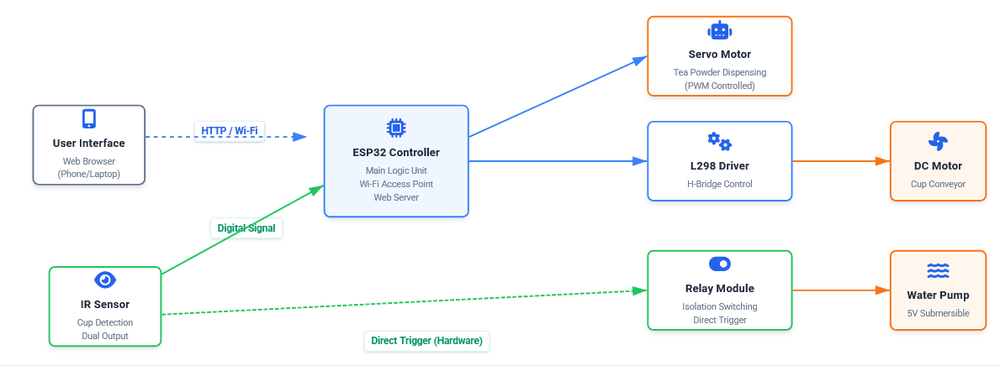 Servo Motor
Tea Powder Dispensing
(PWM Controlled)
User Interface
Web Browser
(Phone/Laptop)
HTTP / Wi-Fi
ESP32 Controller
Main Logic Unit
Wi-Fi Access Point
Web Server
L298 Driver
H-Bridge Control
DC Motor
Cup Conveyor
Digital Signal
IR Sensor
Cup Detection
Dual Output
Relay Module
Isolation Switching
Direct Trigger
Water Pump
5V Submersible
Direct Trigger (Hardware)